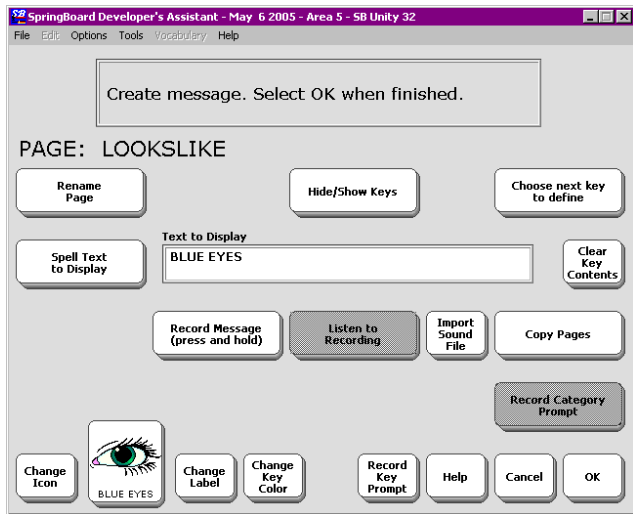 SpringBoard Developer's Assistant - May 6 2005 - Area 5 - SB Unity 32
File Edit Options Tools Vocabulary Help
Create message. Select OK when finished.
PAGE: LOOKSLIKE
Rename
Page
Hide/Show Keys
Choose next key
to define
Spell Text
to Display
Text to Display
BLUE EYES
Clear
Key
Contents
Record Message
(press and hold)
Listen to
Recording
Import
Sound
File
Copy Pages
Record Category
Prompt
Change
Icon
BLUE EYES
Change
Label
Change
Key
Color
Record
Key
Prompt
Help
Cancel
OK